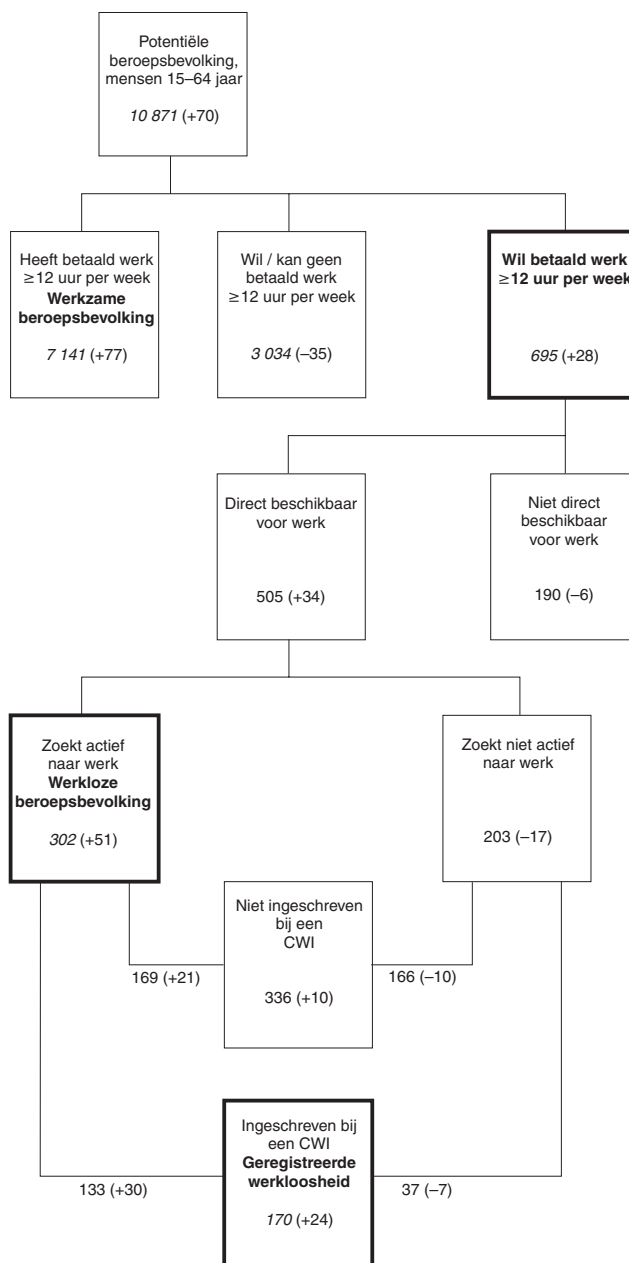 Potentiële
beroepsbevolking,
mensen 15–64 jaar
10 871 (+70)
Heeft betaald werk
≥12 uur per week
Werkzame
beroepsbevolking
7 141 (+77)
Wil / kan geen
betaald werk
≥12 uur per week
3 034 (–35)
Wil betaald werk
≥12 uur per week
695 (+28)
Direct beschikbaar
voor werk
505 (+34)
Niet direct
beschikbaar
voor werk
190 (–6)
Zoekt actief
naar werk
Werkloze
beroepsbevolking
302 (+51)
Zoekt niet actief
naar werk
203 (–17)
Niet ingeschreven
bij een
CWI
336 (+10)
169 (+21)
166 (–10)
Ingeschreven bij
een CWI
Geregistreerde
werkloosheid
170 (+24)
133 (+30)
37 (–7)